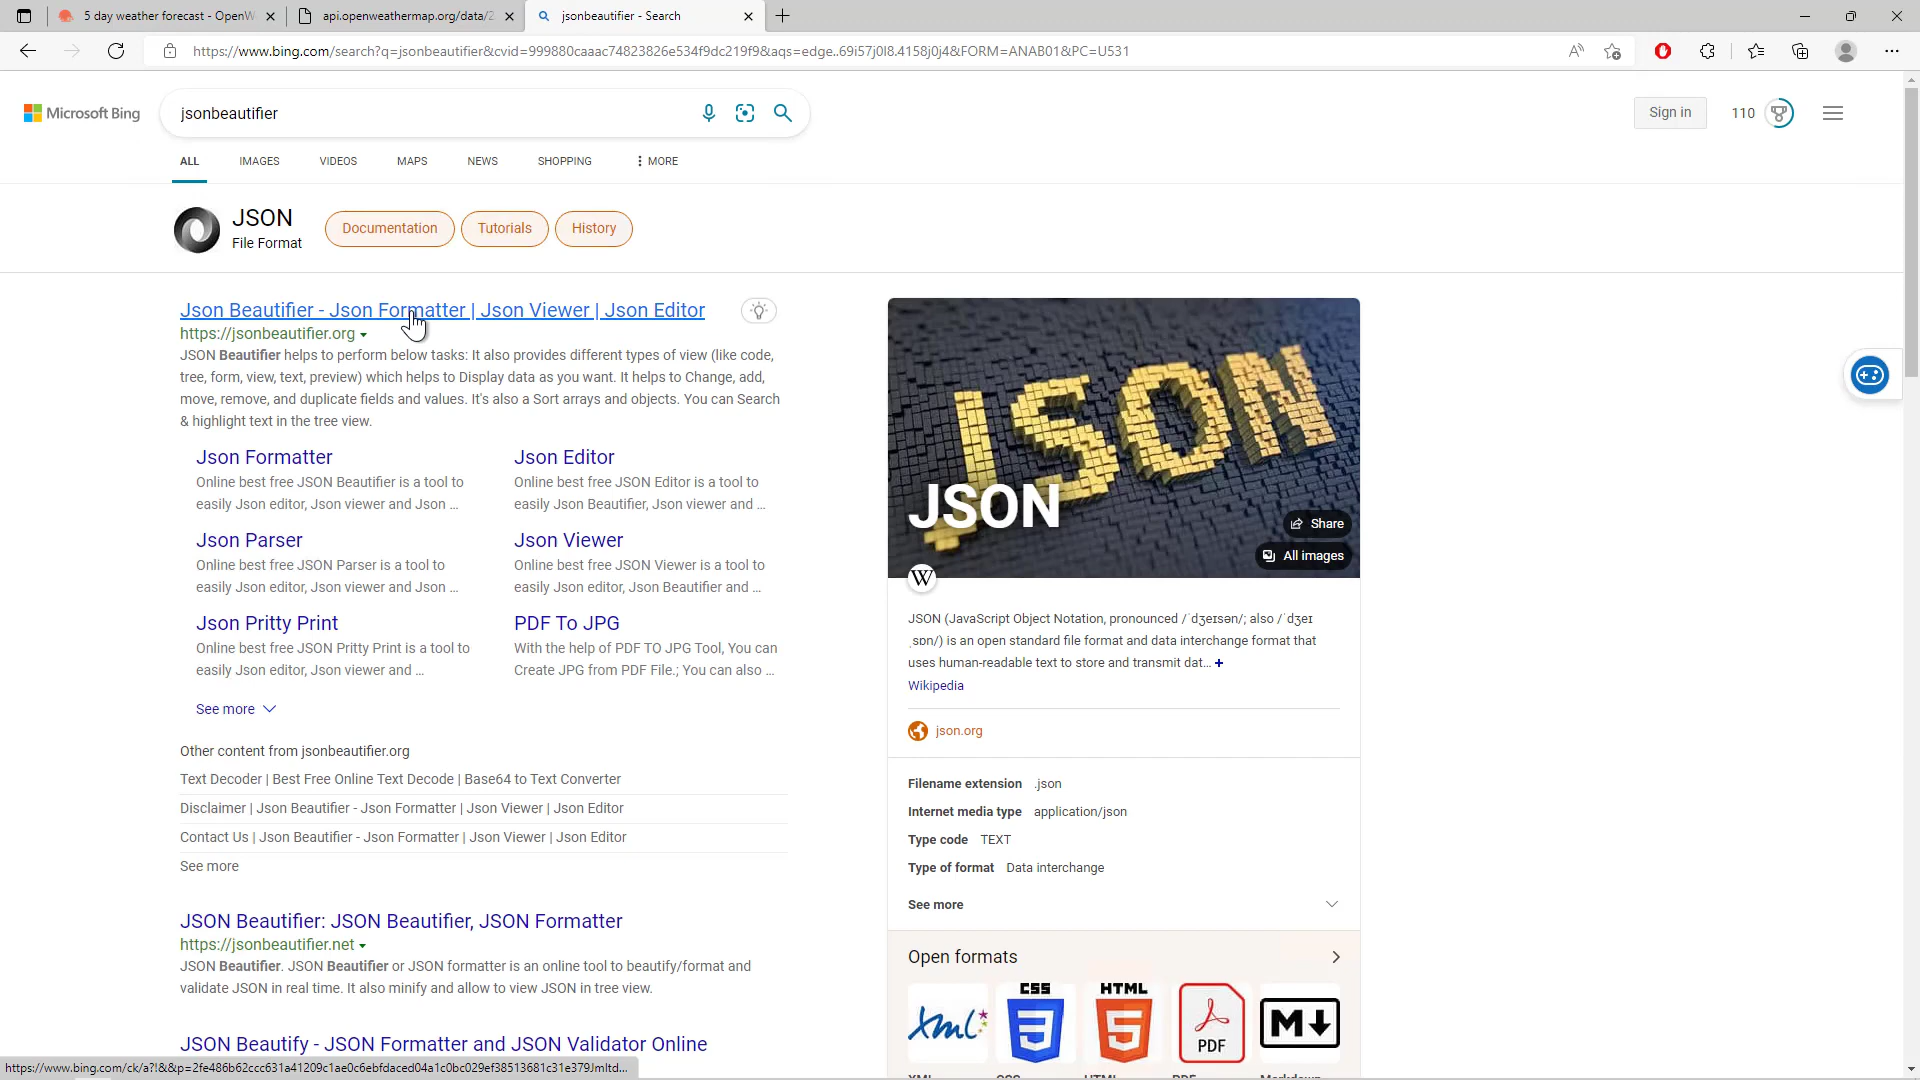 5 day weather forecast - OpenW
api.openweathermap.org/data/2
jsonbeautifier - Search
https://www.bing.com/search?q=jsonbeautifier&cvid=999880caaac74823826e534f9dc219f9&aqs=edge..69i57j0l8.4158j0j4&FORM=ANAB01&PC=U531
Microsoft Bing
jsonbeautifier
Sign in
110
ALL
IMAGES
VIDEOS
MAPS
NEWS
SHOPPING
MORE
JSON
File Format
Documentation
Tutorials
History
Json Beautifier - Json Formatter | Json Viewer | Json Editor
https://jsonbeautifier.org
JSON Beautifier helps to perform below tasks: It also provides different types of view (like code,
tree, form, view, text, preview) which helps to Display data as you want. It helps to Change, add,
move, remove, and duplicate fields and values. It's also a Sort arrays and objects. You can Search
& highlight text in the tree view.
Json Formatter
Online best free JSON Beautifier is a tool to
easily Json editor, Json viewer and Json ...
Json Editor
Online best free JSON Editor is a tool to
easily Json Beautifier, Json viewer and ...
Json Parser
Online best free JSON Parser is a tool to
easily Json editor, Json viewer and Json ...
Json Viewer
Online best free JSON Viewer is a tool to
easily Json editor, Json Beautifier and ...
Json Pritty Print
Online best free JSON Pritty Print is a tool to
easily Json editor, Json viewer and ...
PDF To JPG
With the help of PDF TO JPG Tool, You can
Create JPG from PDF File.; You can also ...
See more
Other content from jsonbeautifier.org
Text Decoder | Best Free Online Text Decode | Base64 to Text Converter
Disclaimer | Json Beautifier - Json Formatter | Json Viewer | Json Editor
Contact Us | Json Beautifier - Json Formatter | Json Viewer | Json Editor
See more
JSON Beautifier: JSON Beautifier, JSON Formatter
https://jsonbeautifier.net
JSON Beautifier. JSON Beautifier or JSON formatter is an online tool to beautify/format and
validate JSON in real time. It also minify and allow to view JSON in tree view.
JSON Beautify - JSON Formatter and JSON Validator Online
https://www.bing.com/ck/a?!&&p=2fe486b62ccc631a41209c1ae0c6ebfdaced04a1c0bc029ef38513681c31e379JmItd...
JSON
JSON
Share
All images
W
JSON (JavaScript Object Notation, pronounced /ˈdʒeɪsən/; also /ˈdʒeɪ
ˌsɒn/) is an open standard file format and data interchange format that
uses human-readable text to store and transmit dat... +
Wikipedia
json.org
Filename extension .json
Internet media type application/json
Type code TEXT
Type of format Data interchange
See more
Open formats
Xml
CSS
HTML
PDF
M